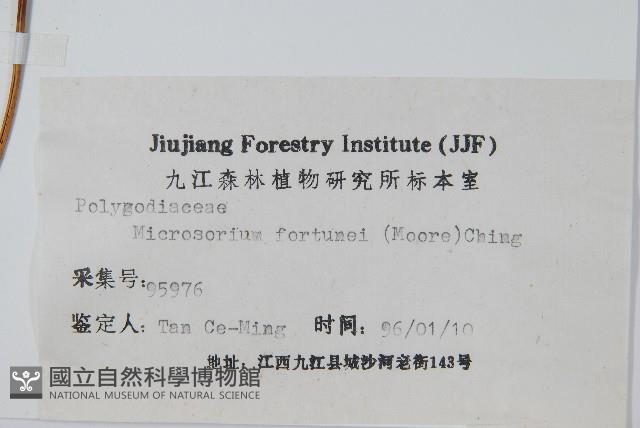 Jiujiang Forestry Institute (JJF)
九江森林植物研究所标本室
Polygodiaceae
Microsorium fortunei (Moore)Ching
采集号:95976
鉴定人: Tan Ce-Ming 时间: 96/01/10
地址: 江西九江县城沙河老街143号
國立自然科學博物館
NATIONAL MUSEUM OF NATURAL SCIENCE